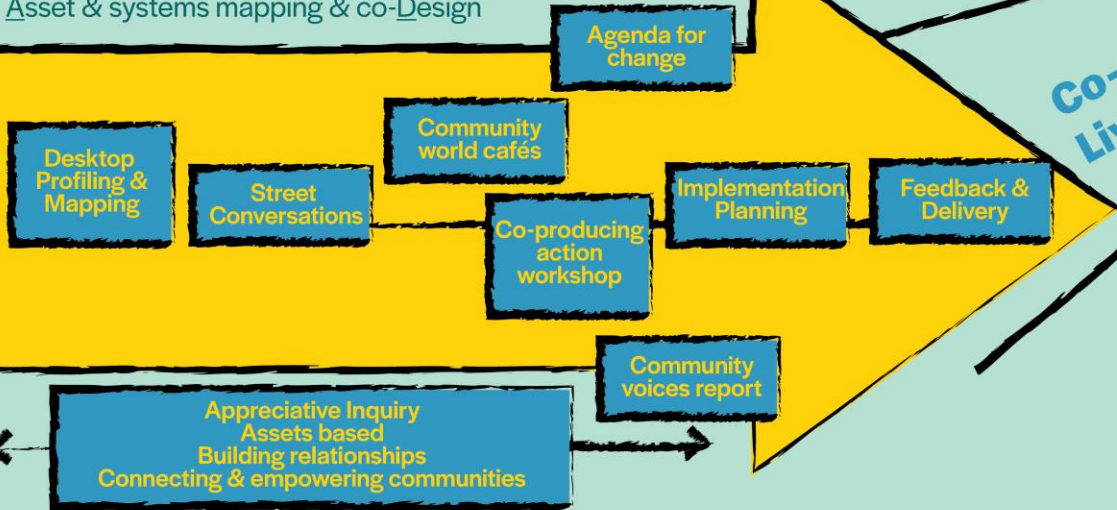 Asset & systems mapping & co-Design
Agenda for
change
Co-
Community
world cafés
Desktop
Profiling &
Mapping
Street
Conversations
Co-producing
action
workshop
Implementation
Planning
Feedback &
Delivery
Community
voices report
Appreciative Inquiry
Assets based
Building relationships
Connecting & empowering communities